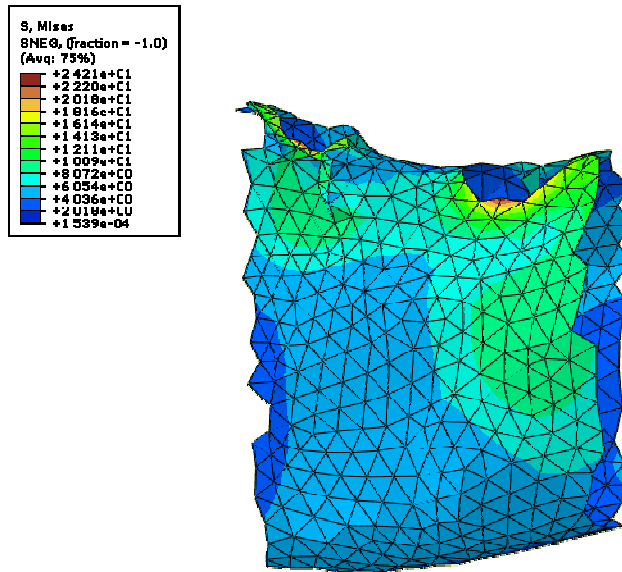 S, Mises
SNEG, (fraction = -1.0)
(Avg: 75%)
+2.421e+01
+2.220e+01
+2.018e+01
+1.816e+01
+1.614e+01
+1.413e+01
+1.211e+01
+1.009e+01
+8.072e+00
+6.054e+00
+4.036e+00
+2.018e+00
+1.539e-04